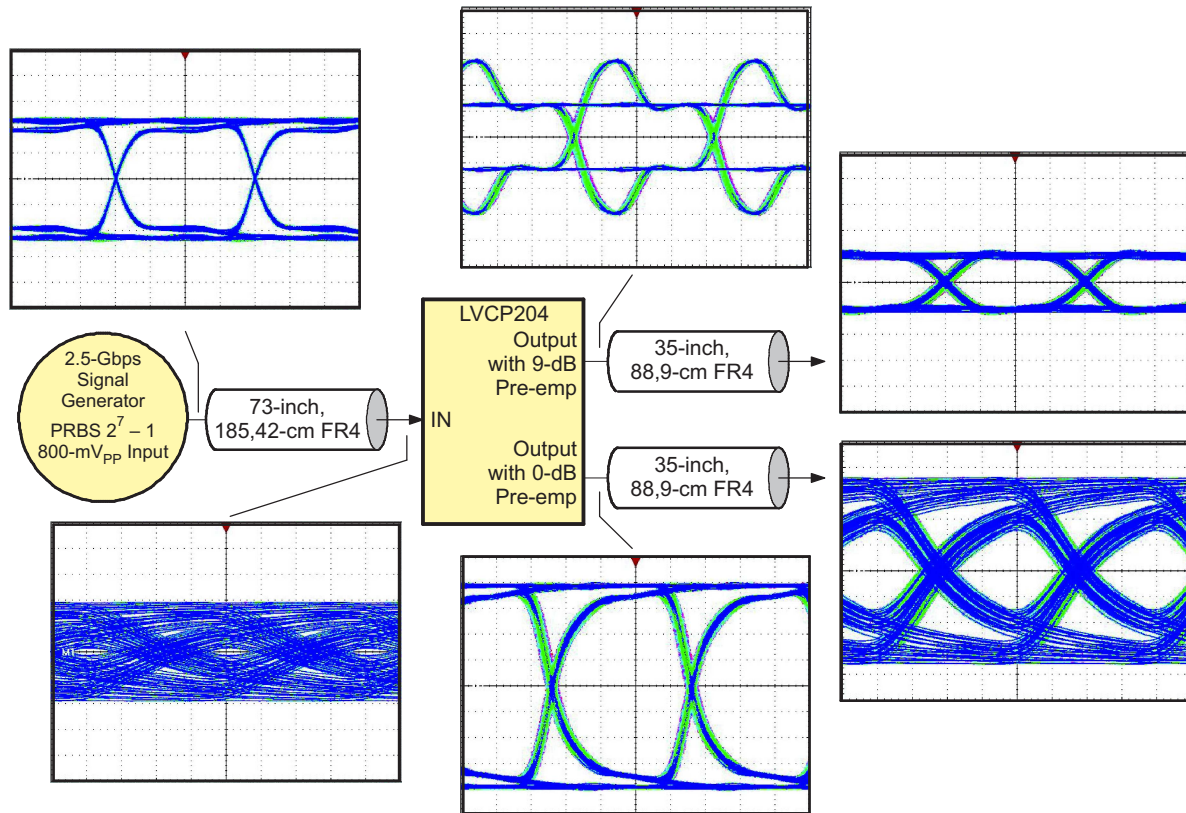 2.5-Gbps
Signal
Generator
PRBS 2⁷ – 1
800-mVPP Input
73-inch,
185,42-cm FR4
LVCP204
IN
Output
with 9-dB
Pre-emp
Output
with 0-dB
Pre-emp
35-inch,
88,9-cm FR4
35-inch,
88,9-cm FR4
M1